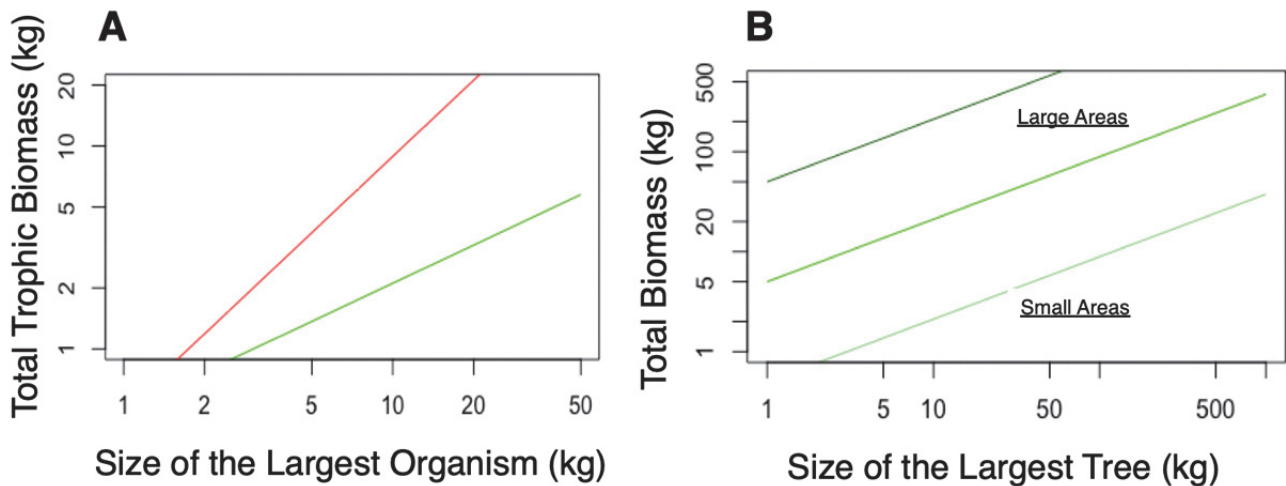 A
Total Trophic Biomass (kg)
20
10
5
2
1
1 2 5 10 20 50
Size of the Largest Organism (kg)
B
Total Biomass (kg)
500
100
20
5
1
Large Areas
Small Areas
1 5 10 50 500
Size of the Largest Tree (kg)